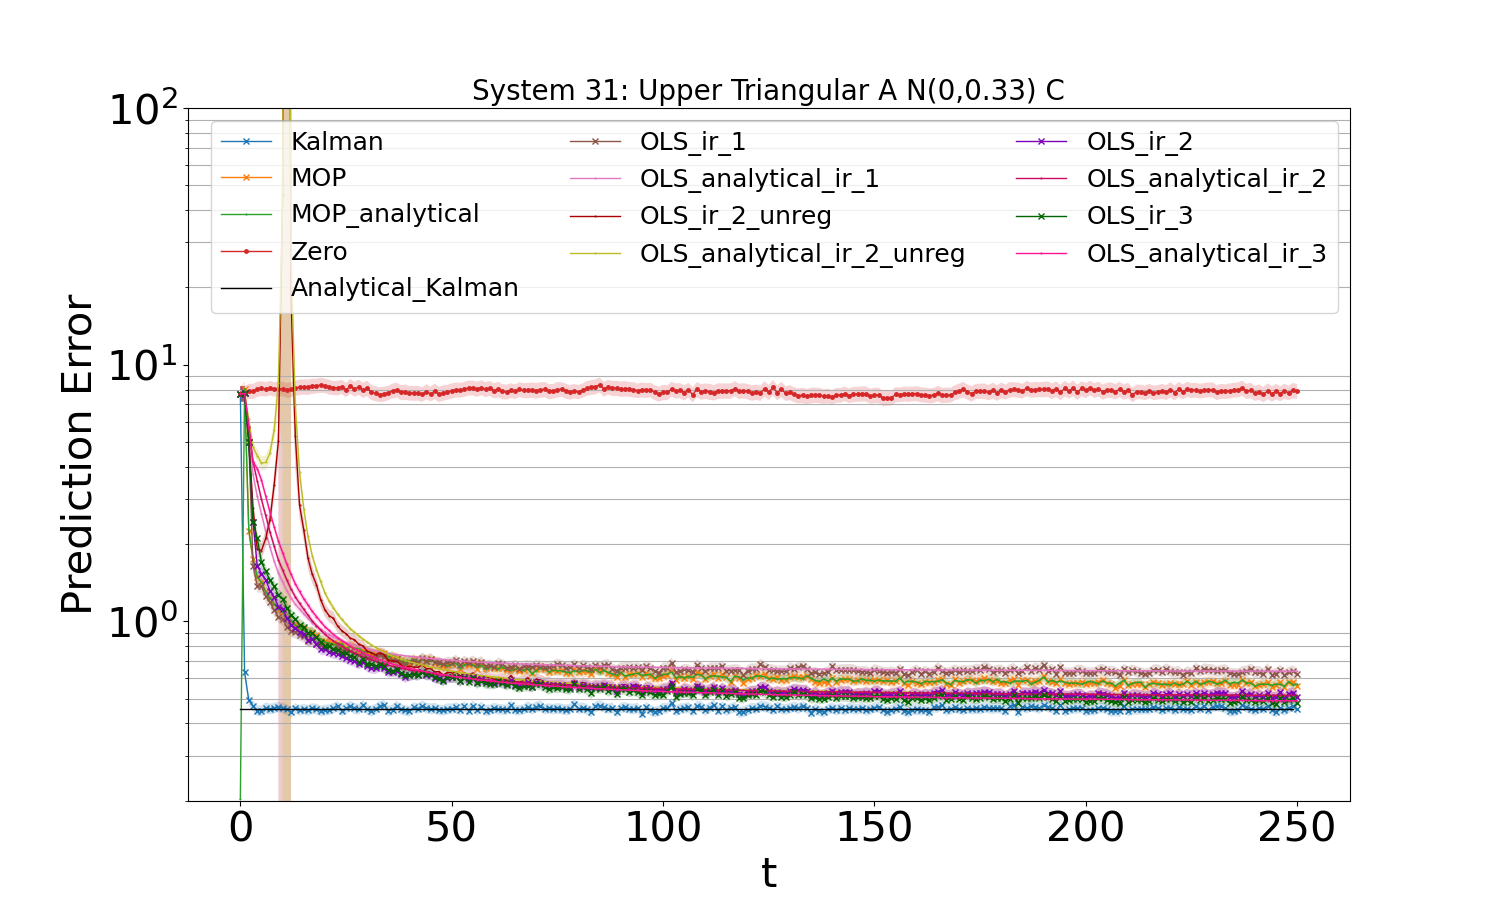 System 31: Upper Triangular A N(0,0.33) C
Prediction Error
10²
10¹
10⁰
Kalman
MOP
MOP_analytical
Zero
Analytical_Kalman
OLS_ir_1
OLS_analytical_ir_1
OLS_ir_2_unreg
OLS_analytical_ir_2_unreg
OLS_ir_2
OLS_analytical_ir_2
OLS_ir_3
OLS_analytical_ir_3
0 50 100 150 200 250
t